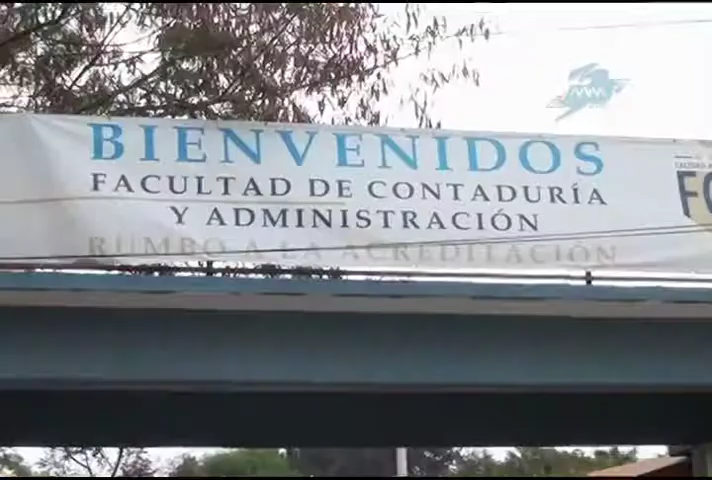 BIENVENIDOS
FACULTAD DE CONTADURÍA
Y ADMINISTRACIÓN
RUMBO A LA ACREDITACIÓN